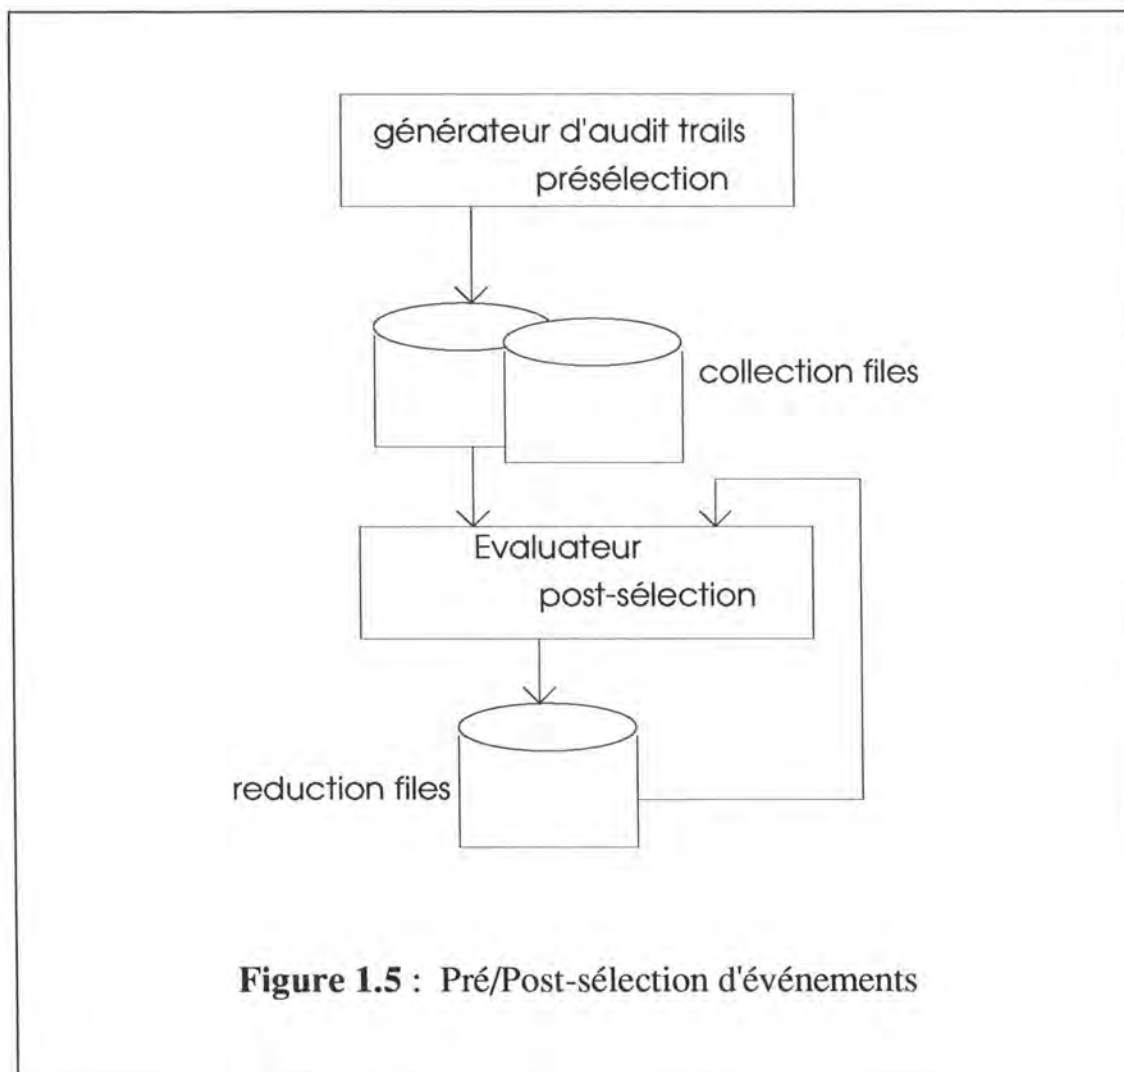 générateur d'audit trails
présélection
collection files
Evaluateur
post-sélection
reduction files
Figure 1.5 : Pré/Post-sélection d'événements